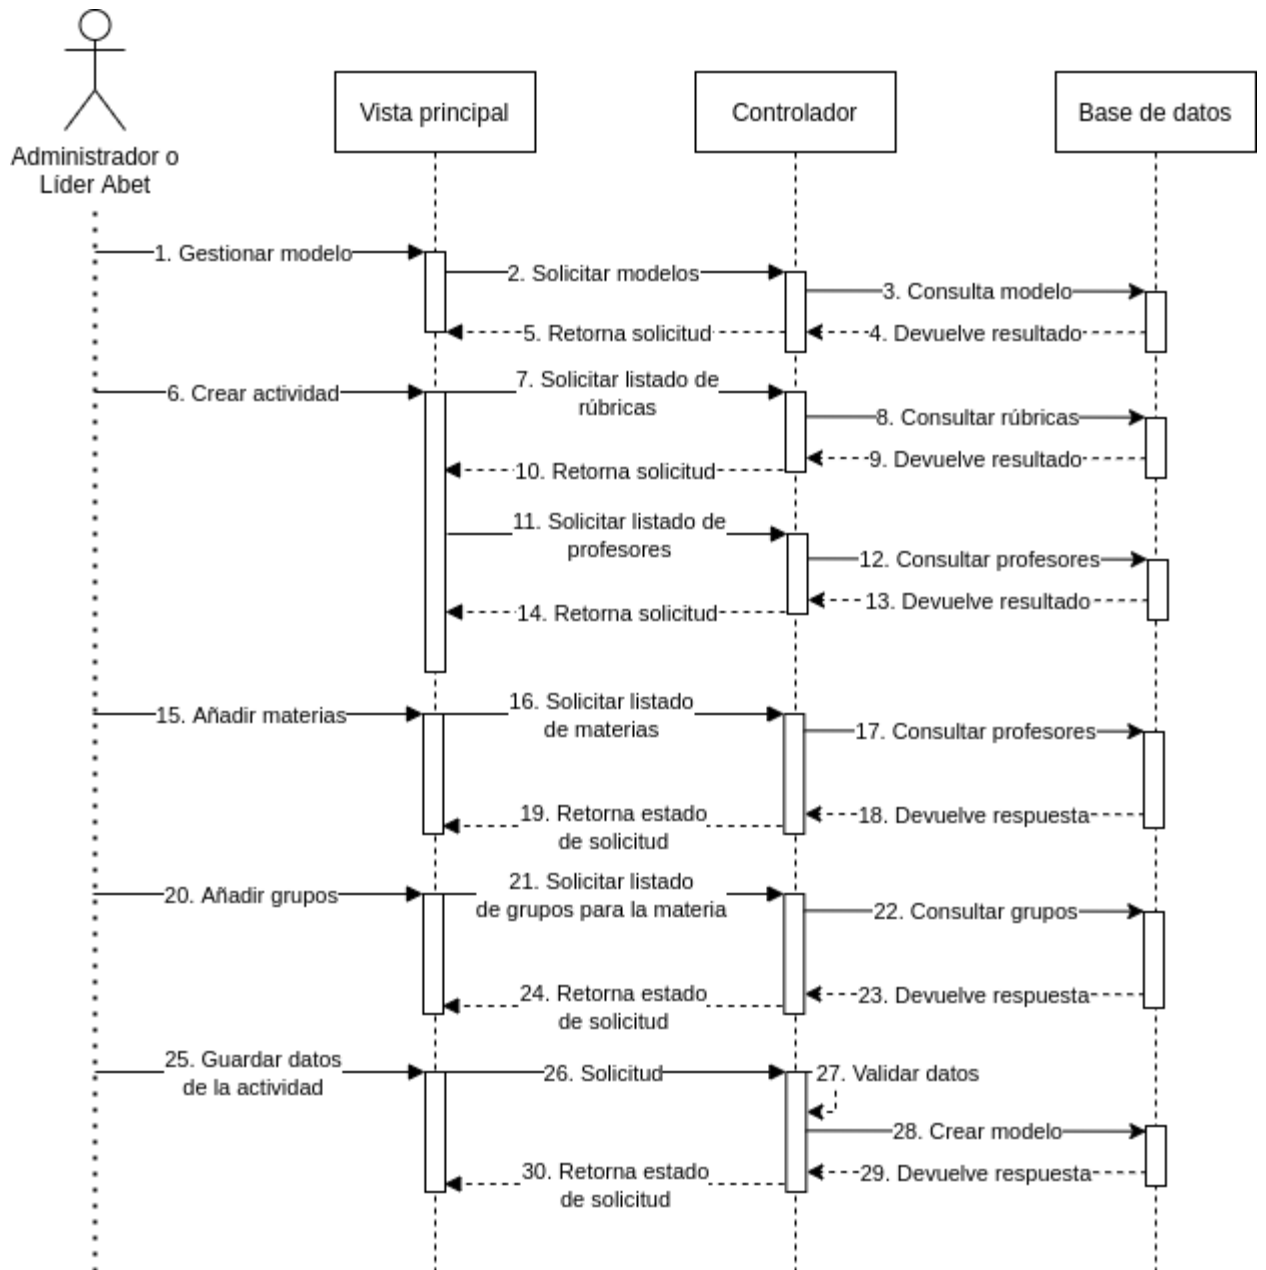 Administrador o
Líder Abet
Vista principal
Controlador
Base de datos
1. Gestionar modelo
2. Solicitar modelos
3. Consulta modelo
5. Retorna solicitud
4. Devuelve resultado
6. Crear actividad
7. Solicitar listado de
rúbricas
8. Consultar rúbricas
9. Devuelve resultado
10. Retorna solicitud
11. Solicitar listado de
profesores
12. Consultar profesores
13. Devuelve resultado
14. Retorna solicitud
15. Añadir materias
16. Solicitar listado
de materias
17. Consultar profesores
18. Devuelve respuesta
19. Retorna estado
de solicitud
20. Añadir grupos
21. Solicitar listado
de grupos para la materia
22. Consultar grupos
23. Devuelve respuesta
24. Retorna estado
de solicitud
25. Guardar datos
de la actividad
26. Solicitud
27. Validar datos
28. Crear modelo
29. Devuelve respuesta
30. Retorna estado
de solicitud